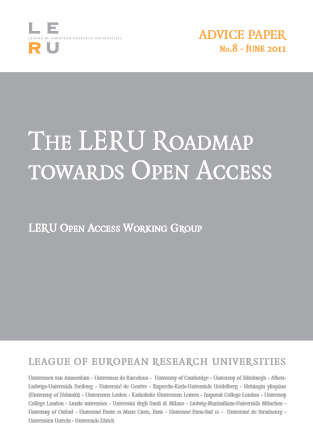 LE
RU
LEAGUE OF EUROPEAN RESEARCH UNIVERSITIES
ADVICE PAPER
No.8 - JUNE 2011
THE LERU ROADMAP
TOWARDS OPEN ACCESS
LERU OPEN ACCESS WORKING GROUP
LEAGUE OF EUROPEAN RESEARCH UNIVERSITIES
Universiteit van Amsterdam - Universitat de Barcelona - University of Cambridge - University of Edinburgh - Albert-
Ludwigs-Universität Freiburg - Université de Genève - Ruprecht-Karls-Universität Heidelberg - Helsingin yliopisto
(University of Helsinki) - Universiteit Leiden - Katholieke Universiteit Leuven - Imperial College London - University
College London - Lunds universitet - Università degli Studi di Milano - Ludwig-Maximilians-Universität München -
University of Oxford - Université Pierre et Marie Curie, Paris - Université Paris-Sud 11 - Université de Strasbourg -
Universiteit Utrecht - Universität Zürich